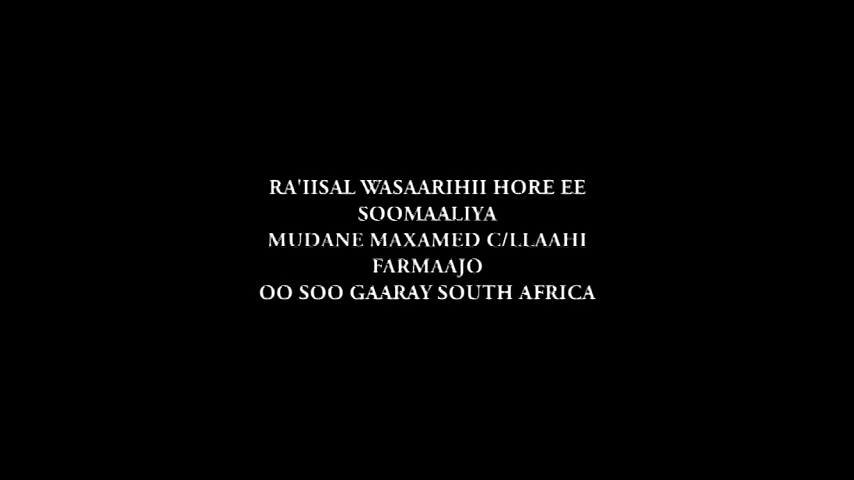 RA'IISAL WASAARIHII HORE EE
SOOMAALIYA
MUDANE MAXAMED C/LLAAHI
FARMAAJO
OO SOO GAARAY SOUTH AFRICA